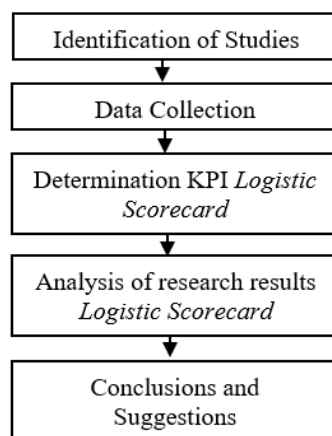 Identification of Studies
Data Collection
Determination KPI Logistic
Scorecard
Analysis of research results
Logistic Scorecard
Conclusions and
Suggestions